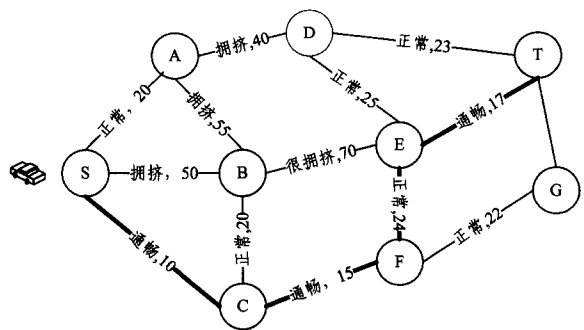 D
A
拥挤,40
正常,23
T
正常, 20
拥挤,55
正常,25
通畅,17
E
S
拥挤, 50
B
很拥挤,70
G
正常,20
正常,24
正常,22
通畅,10
F
通畅, 15
C